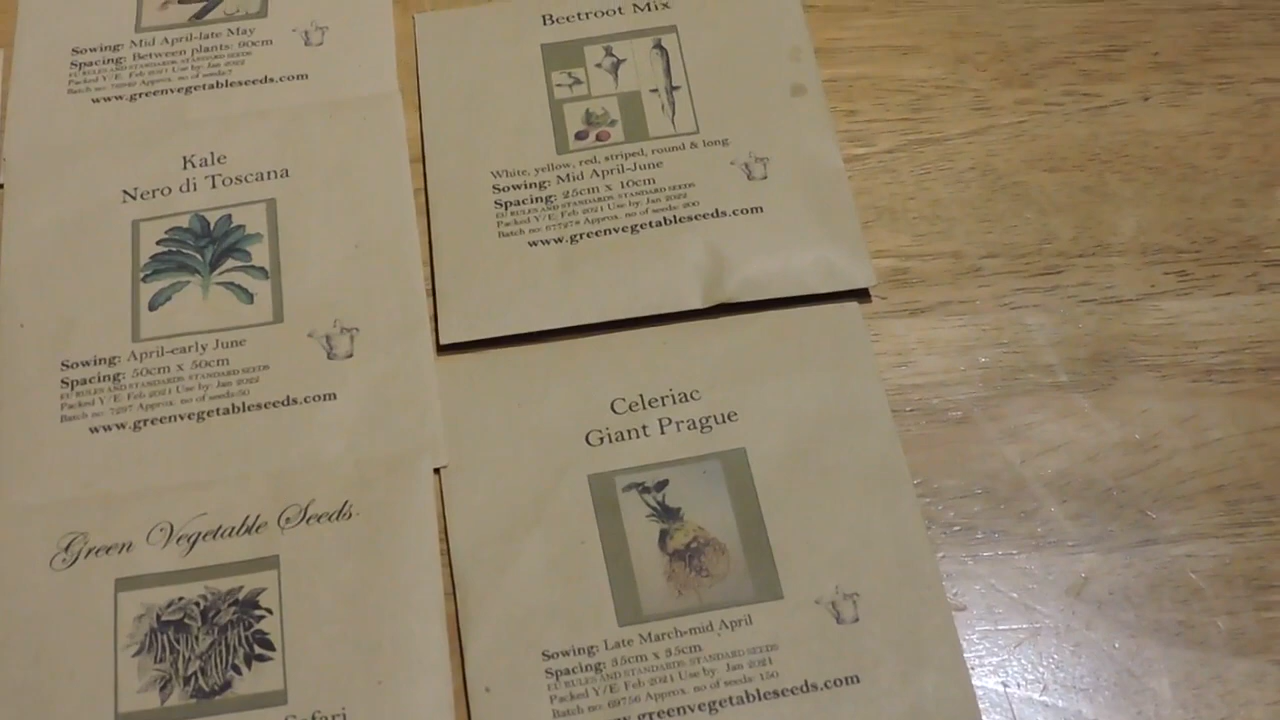 Sowing: Mid April-late May
Spacing: Between plants: 90cm
EU RULES AND STANDARDS STANDARD SEEDS
Packed Y/E: Feb 2021 Use by: Jan 2022
Approx. no of seeds:7
www.greenvegetableseeds.com
Kale
Nero di Toscana
Sowing: April-early June
Spacing: 50cm x 50cm
EU RULES AND STANDARDS. STANDARD SEEDS
Packed Y/E: Feb 2021 Use by: Jan 2022
Batch no: 7297 Approx. no of seeds:50
www.greenvegetableseeds.com
Green Vegetable Seeds
Safari
Beetroot Mix
White, yellow, red, striped, round & long.
Sowing: Mid April-June
Spacing: 25cm x 10cm
EU RULES AND STANDARDS. STANDARD SEEDS
Packed Y/E: Feb 2021 Use by: Jan 2022
Batch no: Approx. no of seeds: 200
www.greenvegetableseeds.com
Celeriac
Giant Prague
Sowing: Late March-mid April
Spacing: 35cm x 35cm
EU RULES AND STANDARDS. STANDARD SEEDS
Packed Y/E: Feb 2021 Use by: Jan 2021
Batch no: 69756 Approx. no of seeds: 150
www.greenvegetableseeds.com